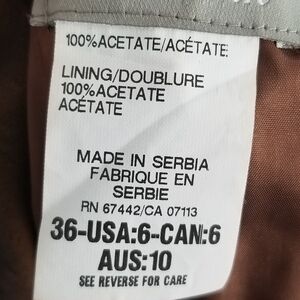 100%ACETATE/ACÉTATE
LINING/DOUBLURE
100%ACETATE
ACÉTATE
MADE IN SERBIA
FABRIQUE EN
SERBIE
RN 67442/CA 07113
36-USA:6-CAN:6
AUS:10
SEE REVERSE FOR CARE